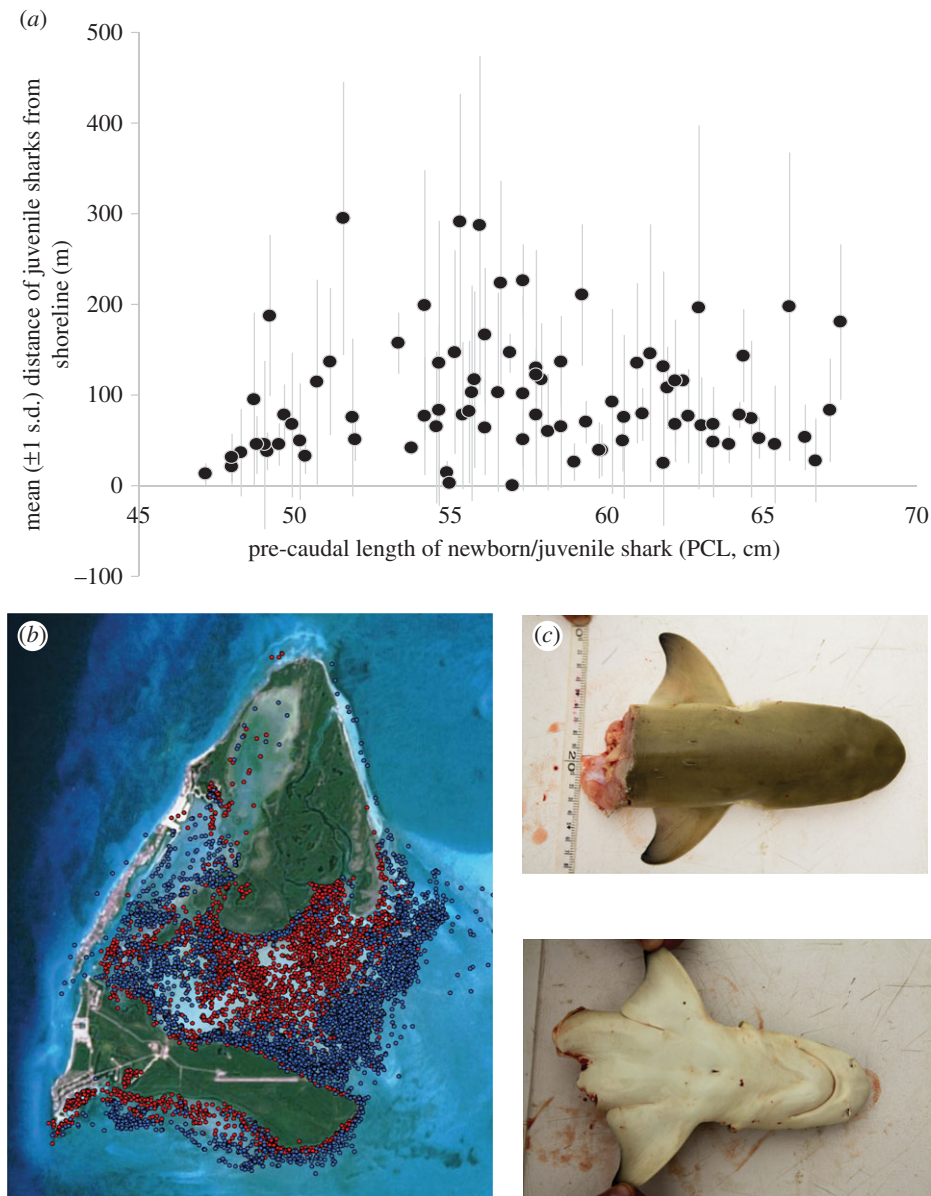 (a)
500
400
300
200
100
0
–100
mean (±1 s.d.) distance of juvenile sharks from
shoreline (m)
45
50
55
60
65
70
pre-caudal length of newborn/juvenile shark (PCL, cm)
(b)
(c)
0
20